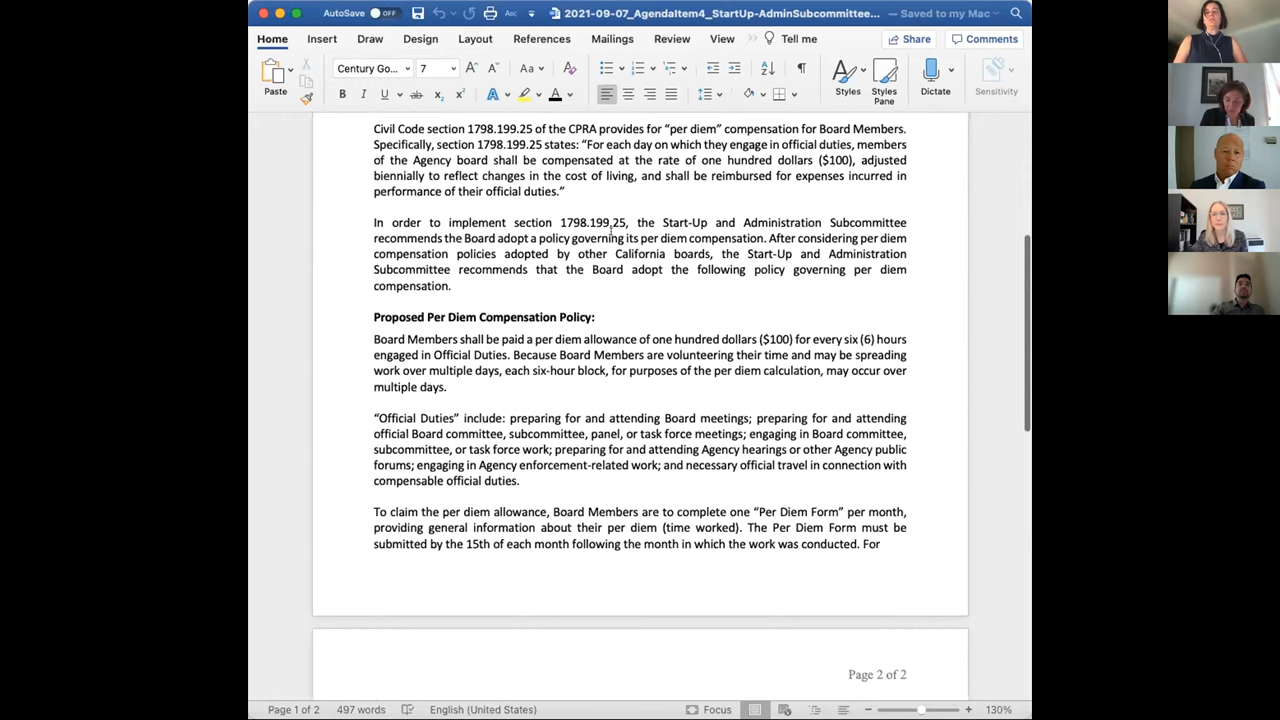 AutoSave OFF
2021-09-07_AgendaItem4_StartUp-AdminSubcommittee... — Saved to my Mac
Home Insert Draw Design Layout References Mailings Review View >> Tell me Share Comments
Paste Century Go... 7 Aa Styles Styles Pane Dictate Sensitivity
B I U ab x₂ x² A A
Civil Code section 1798.199.25 of the CPRA provides for “per diem” compensation for Board Members.
Specifically, section 1798.199.25 states: “For each day on which they engage in official duties, members
of the Agency board shall be compensated at the rate of one hundred dollars ($100), adjusted
biennially to reflect changes in the cost of living, and shall be reimbursed for expenses incurred in
performance of their official duties.”
In order to implement section 1798.199.25, the Start-Up and Administration Subcommittee
recommends the Board adopt a policy governing its per diem compensation. After considering per diem
compensation policies adopted by other California boards, the Start-Up and Administration
Subcommittee recommends that the Board adopt the following policy governing per diem
compensation.
Proposed Per Diem Compensation Policy:
Board Members shall be paid a per diem allowance of one hundred dollars ($100) for every six (6) hours
engaged in Official Duties. Because Board Members are volunteering their time and may be spreading
work over multiple days, each six-hour block, for purposes of the per diem calculation, may occur over
multiple days.
“Official Duties” include: preparing for and attending Board meetings; preparing for and attending
official Board committee, subcommittee, panel, or task force meetings; engaging in Board committee,
subcommittee, or task force work; preparing for and attending Agency hearings or other Agency public
forums; engaging in Agency enforcement-related work; and necessary official travel in connection with
compensable official duties.
To claim the per diem allowance, Board Members are to complete one “Per Diem Form” per month,
providing general information about their per diem (time worked). The Per Diem Form must be
submitted by the 15th of each month following the month in which the work was conducted. For
Page 2 of 2
Page 1 of 2 497 words English (United States) Focus 130%